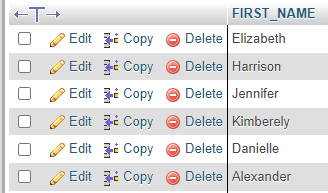 FIRST_NAME
Edit Copy Delete Elizabeth
Edit Copy Delete Harrison
Edit Copy Delete Jennifer
Edit Copy Delete Kimberely
Edit Copy Delete Danielle
Edit Copy Delete Alexander